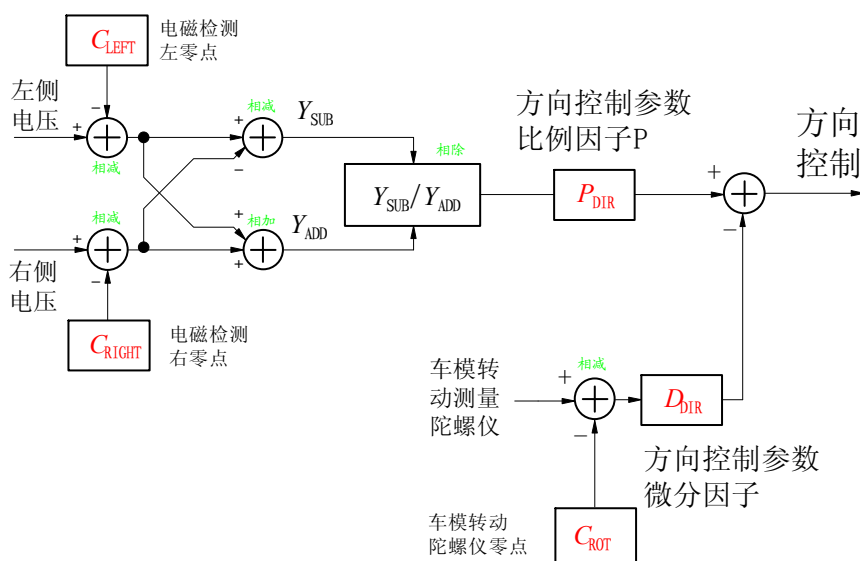 C_LEFT
电磁检测
左零点
左侧
电压
−
+
相减
相减
+
−
Y_SUB
相除
方向控制参数
比例因子P
方向
控制
Y_SUB/Y_ADD
P_DIR
+
−
相减
+
−
右侧
电压
相加
+
+
Y_ADD
C_RIGHT
电磁检测
右零点
车模转
动测量
陀螺仪
相减
+
−
D_DIR
方向控制参数
微分因子
车模转动
陀螺仪零点
C_ROT